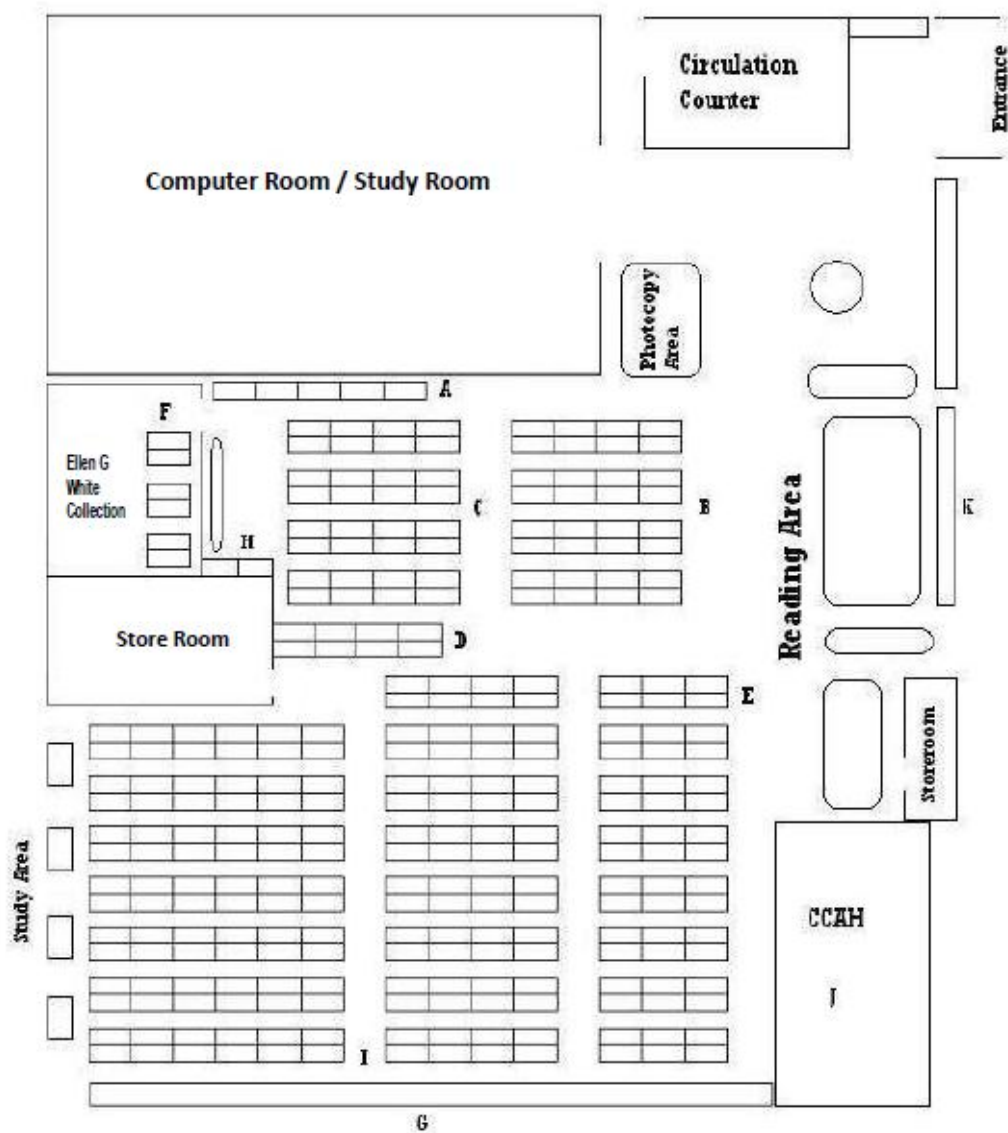 Circulation
Counter
Entrance
Computer Room / Study Room
Photocopy
Area
A
F
Ellen G
White
Collection
C
B
K
H
Reading Area
Store Room
D
E
Storeroom
Study Area
CCAH
J
I
G